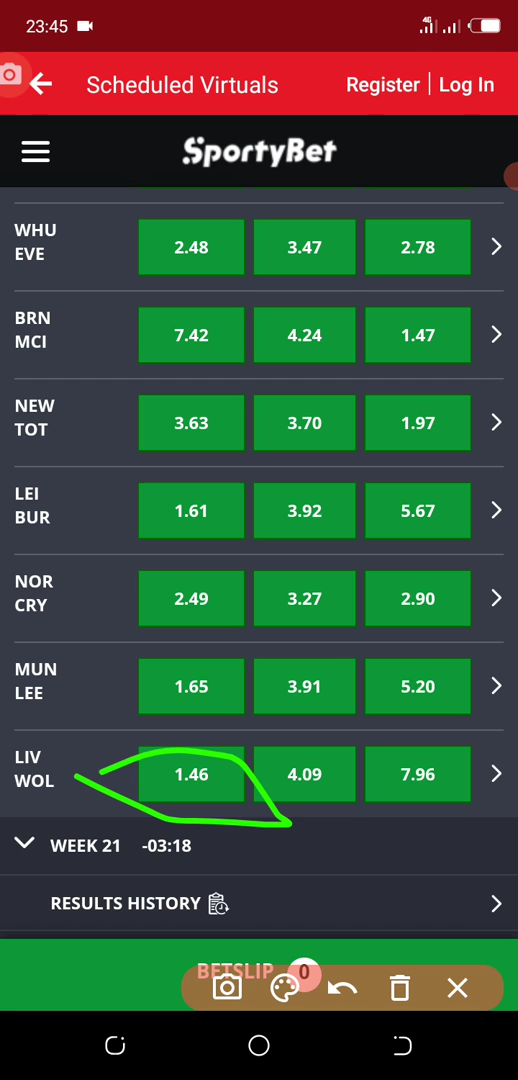 23:45
4G
Scheduled Virtuals Register | Log In
SportyBet
WHU
EVE
2.48 3.47 2.78
BRN
MCI
7.42 4.24 1.47
NEW
TOT
3.63 3.70 1.97
LEI
BUR
1.61 3.92 5.67
NOR
CRY
2.49 3.27 2.90
MUN
LEE
1.65 3.91 5.20
LIV
WOL
1.46 4.09 7.96
WEEK 21 -03:18
RESULTS HISTORY
BETSLIP 0